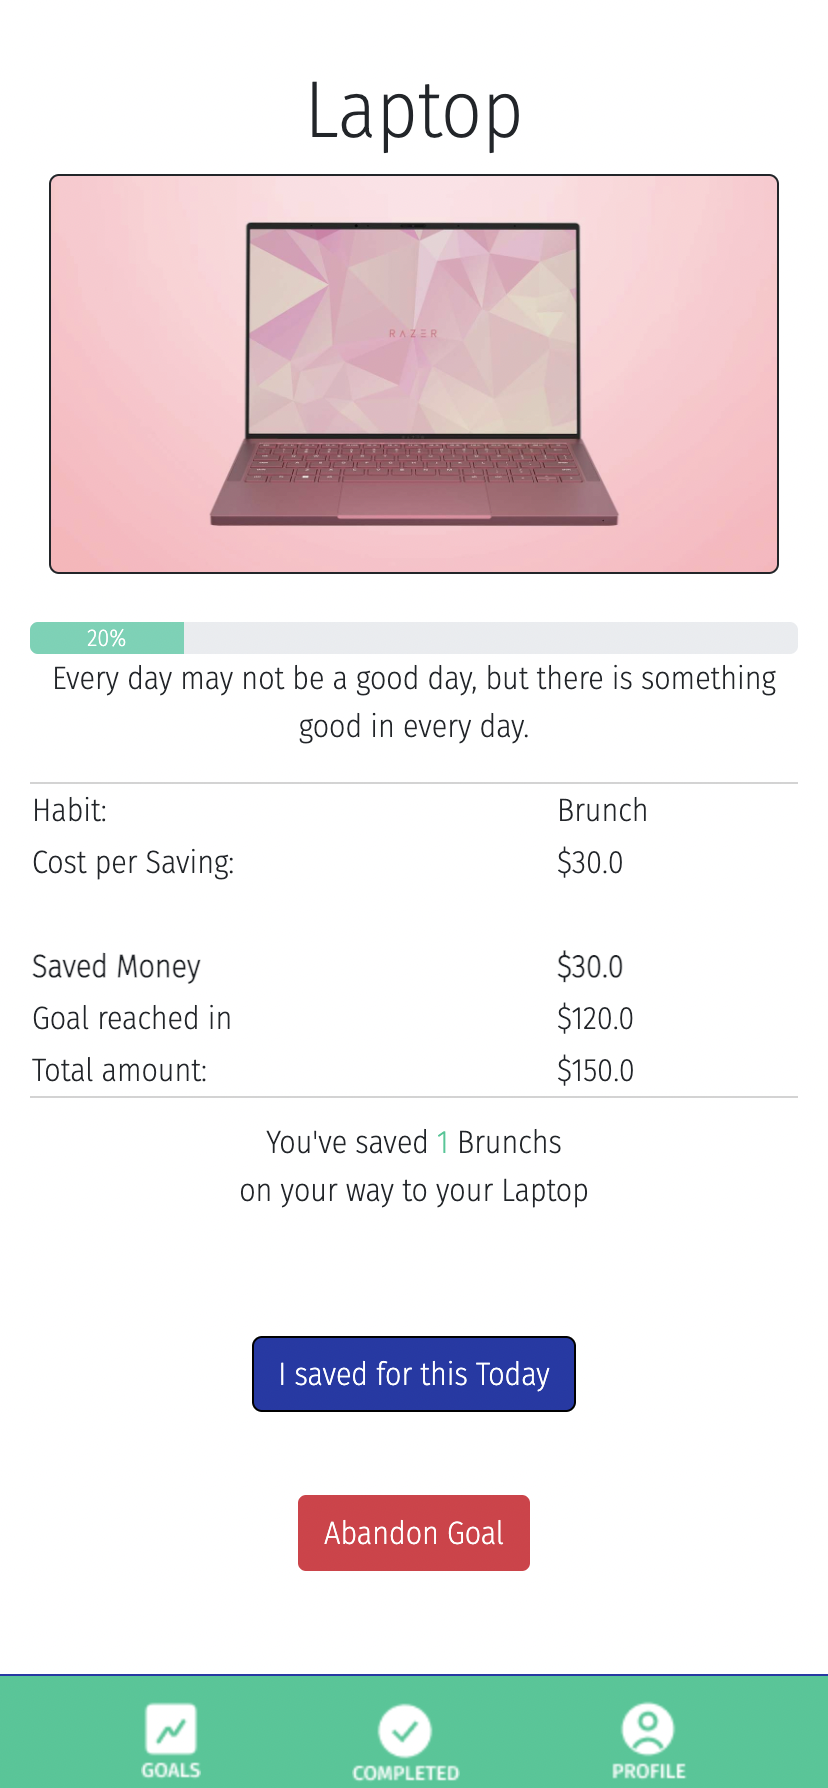 Laptop
RAZER
20%
Every day may not be a good day, but there is something
good in every day.
Habit: Brunch
Cost per Saving: $30.0
Saved Money $30.0
Goal reached in $120.0
Total amount: $150.0
You've saved 1 Brunchs
on your way to your Laptop
I saved for this Today
Abandon Goal
GOALS COMPLETED PROFILE